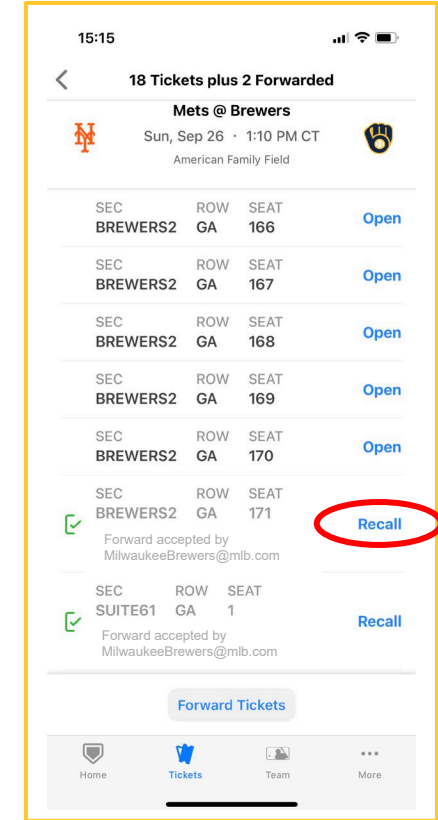 15:15
18 Tickets plus 2 Forwarded
Mets @ Brewers
Sun, Sep 26 · 1:10 PM CT
American Family Field
SEC ROW SEAT
BREWERS2 GA 166 Open
SEC ROW SEAT
BREWERS2 GA 167 Open
SEC ROW SEAT
BREWERS2 GA 168 Open
SEC ROW SEAT
BREWERS2 GA 169 Open
SEC ROW SEAT
BREWERS2 GA 170 Open
SEC ROW SEAT
BREWERS2 GA 171 Recall
Forward accepted by
MilwaukeeBrewers@mlb.com
SEC ROW SEAT
SUITE61 GA 1 Recall
Forward accepted by
MilwaukeeBrewers@mlb.com
Forward Tickets
Home Tickets Team More